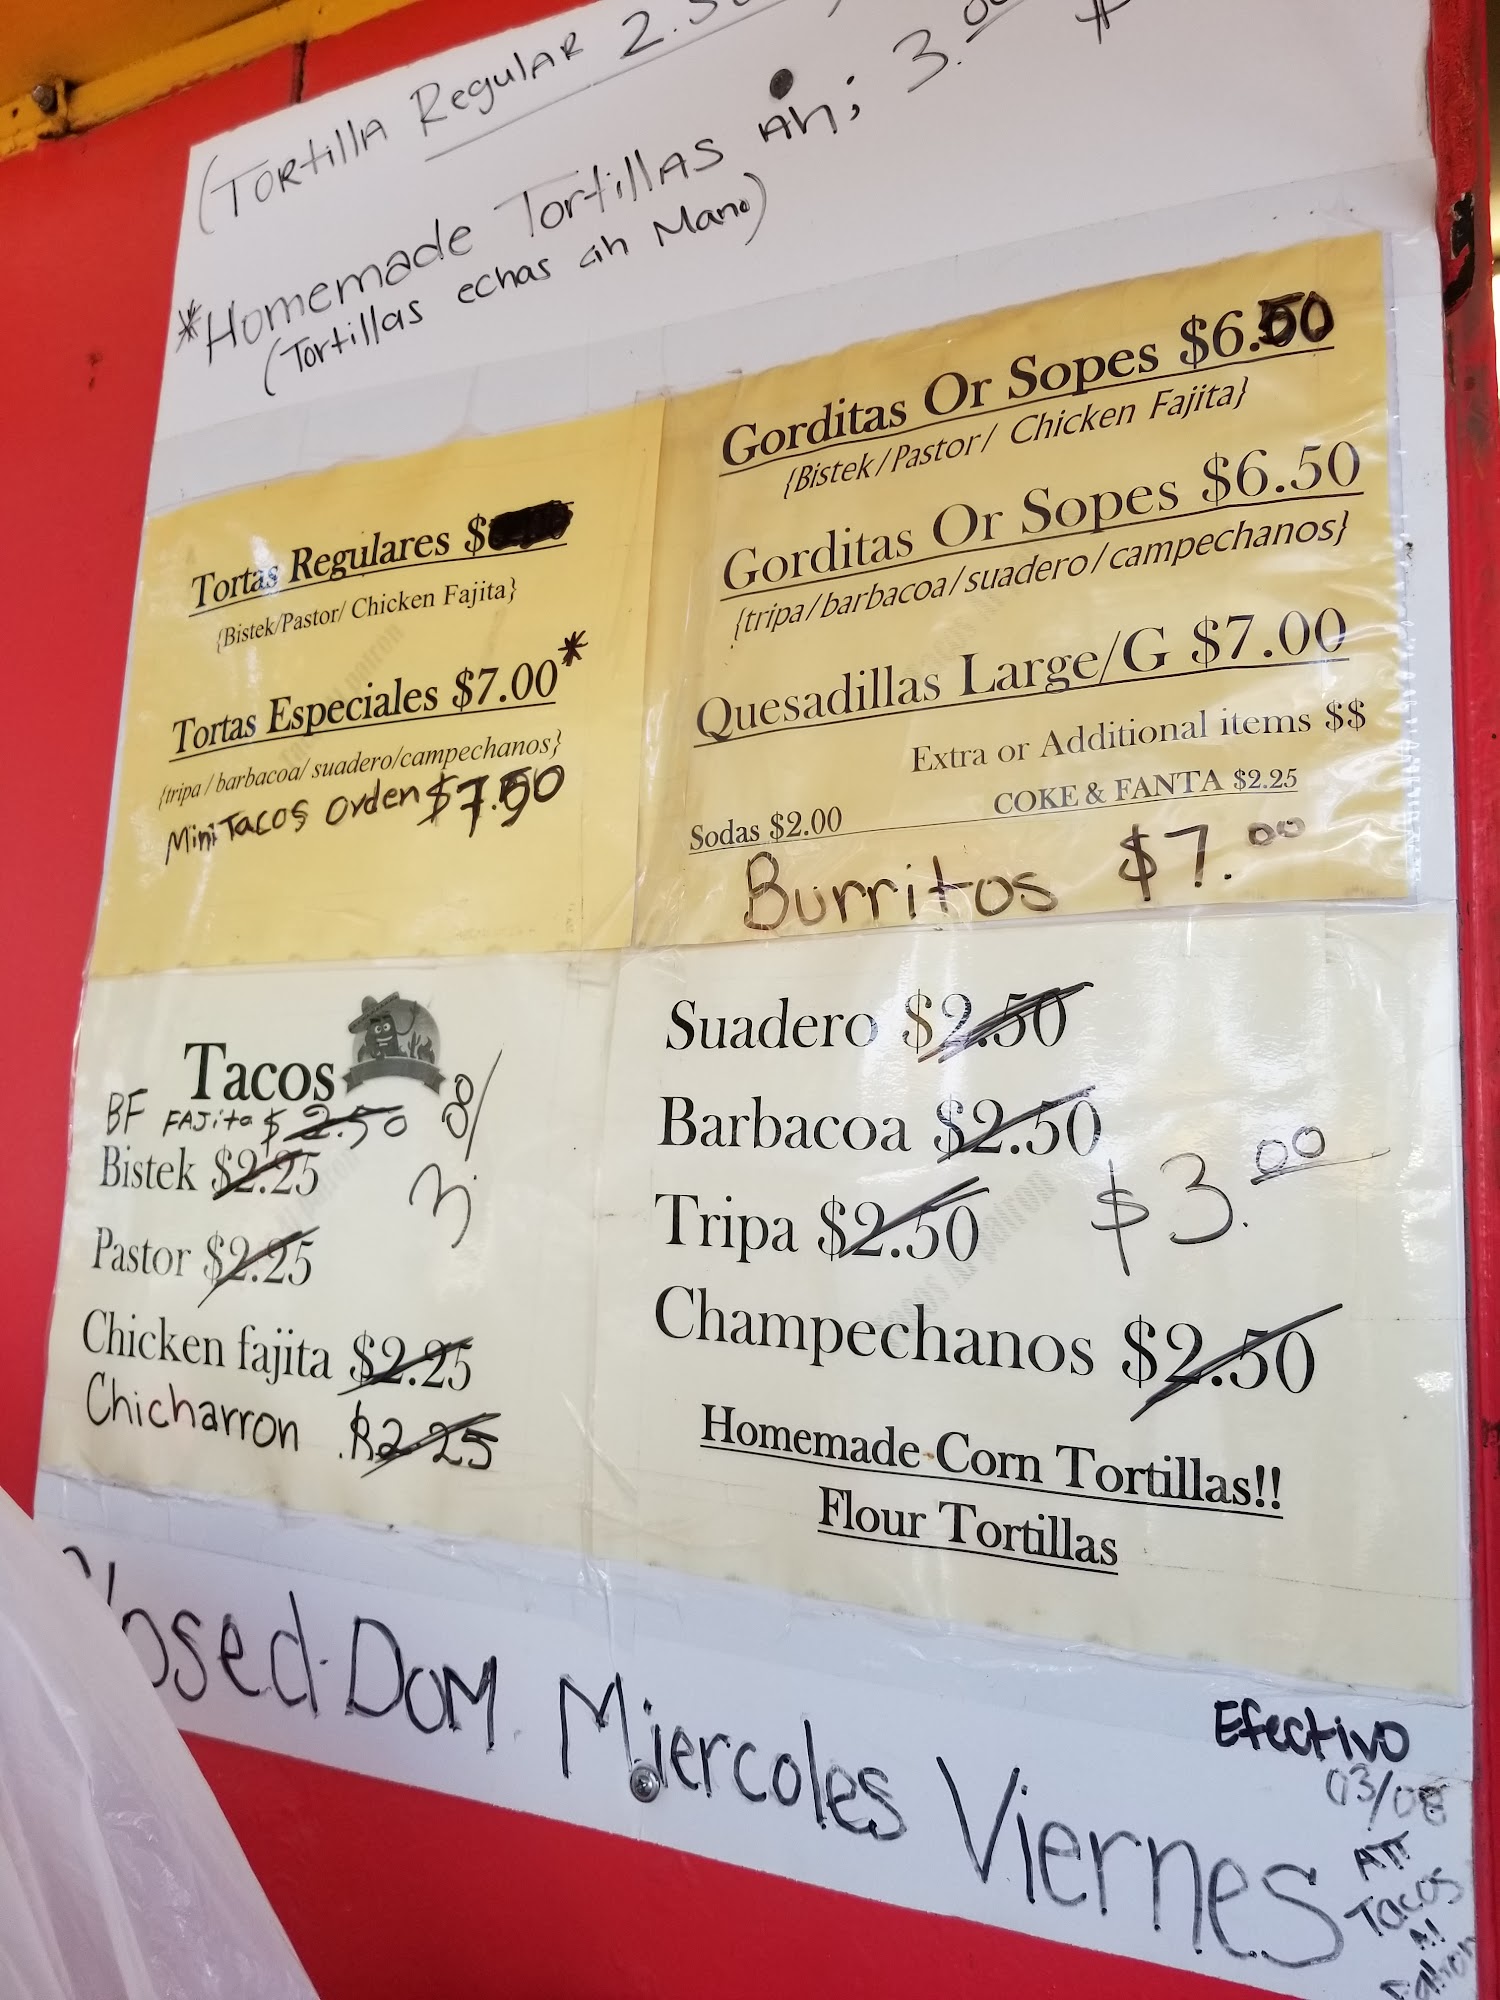 (TORtillA RegulAR 2.50
*Homemade TortillAS Ah; 3.00 $
(Tortillas echas ah Mano)
Tortas Regulares $
{Bistek/Pastor/ Chicken Fajita}
Tortas Especiales $7.00*
{tripa/barbacoa/suadero/campechanos}
Mini Tacos Orden $7.50
Gorditas Or Sopes $6.50
{Bistek/Pastor/ Chicken Fajita}
Gorditas Or Sopes $6.50
{tripa/barbacoa/suadero/campechanos}
Quesadillas Large/G $7.00
Extra or Additional items $$
COKE & FANTA $2.25
Sodas $2.00
Burritos $7.00
Tacos
BF FAJita $ 2.50
Bistek $2.25
3
Pastor $2.25
Chicken fajita $2.25
Chicharron $2.25
Suadero $2.50
Barbacoa $2.50
Tripa $2.50
$3.00
Champechanos $2.50
Homemade Corn Tortillas!!
Flour Tortillas
Closed Dom. Miercoles Viernes
Efectivo
03/08
ATT
Tacos
Al